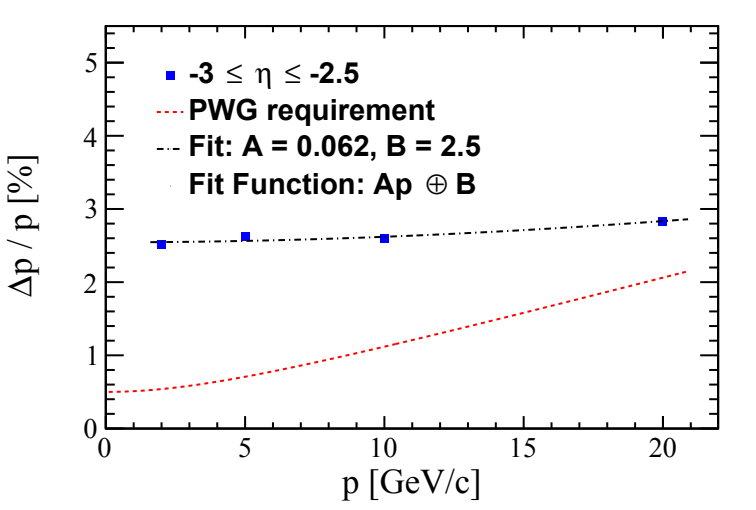 -3 ≤ η ≤ -2.5
PWG requirement
Fit: A = 0.062, B = 2.5
Fit Function: Ap ⊕ B
Δp / p [%]
5
4
3
2
1
0
0 5 10 15 20
p [GeV/c]